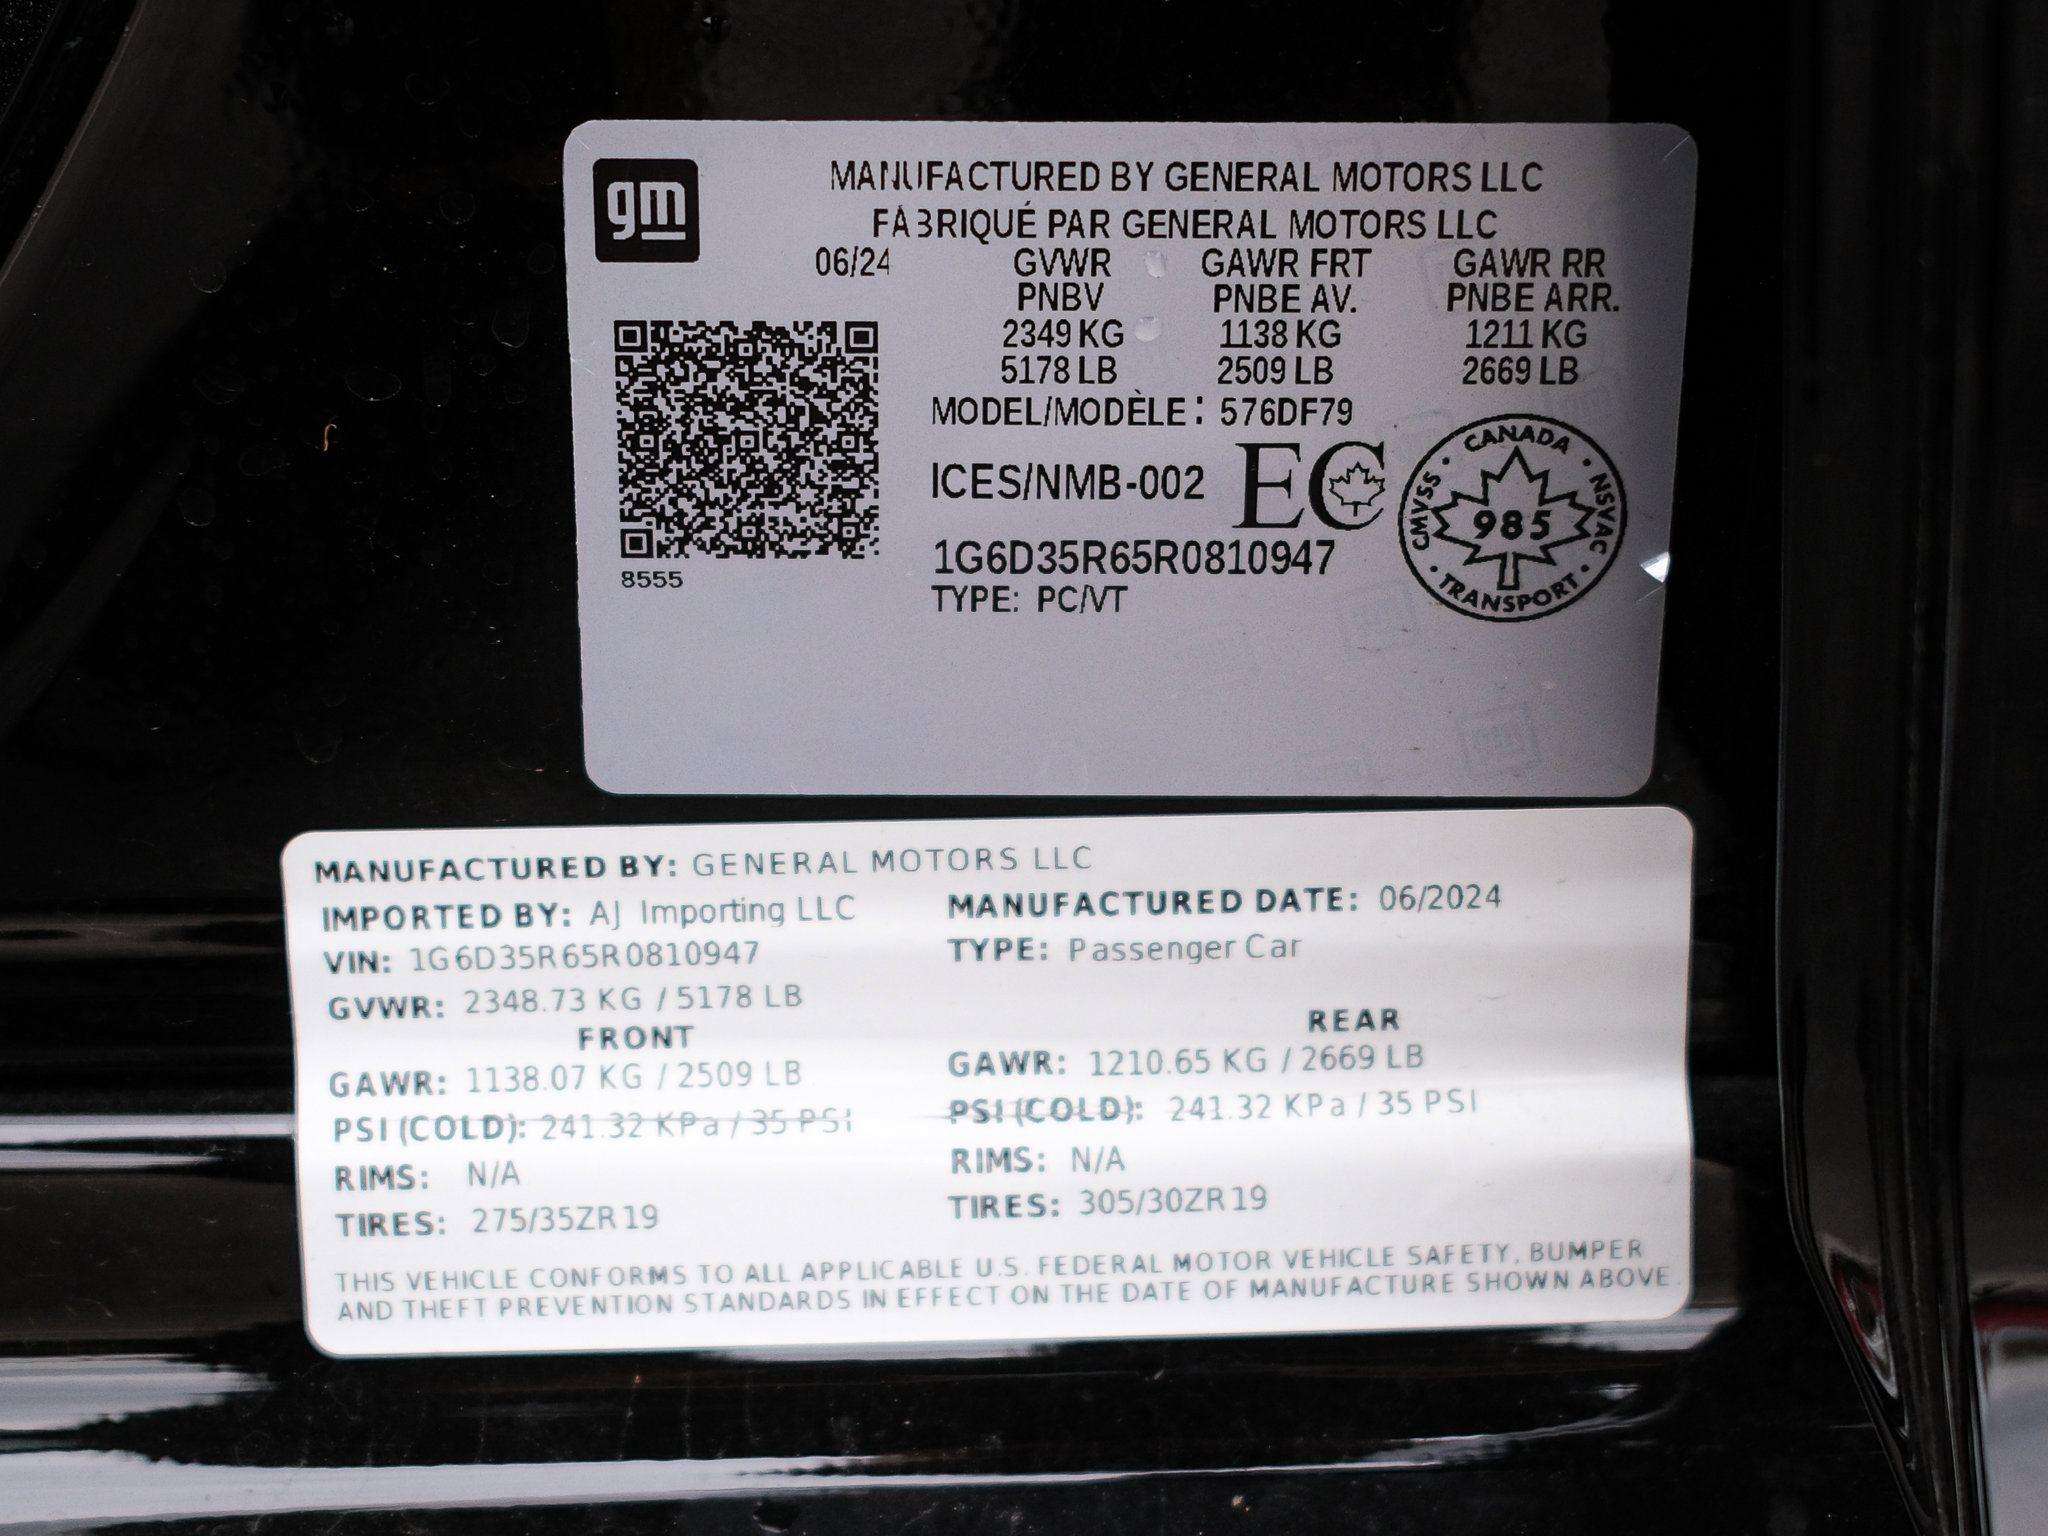 gm
MANUFACTURED BY GENERAL MOTORS LLC
FABRIQUÉ PAR GENERAL MOTORS LLC
06/24 GVWR GAWR FRT GAWR RR
PNBV PNBE AV. PNBE ARR.
2349 KG 1138 KG 1211 KG
5178 LB 2509 LB 2669 LB
MODEL/MODÈLE: 576DF79
ICES/NMB-002 EC
CANADA · NSVAC · TRANSPORT · CMVSS ·
985
1G6D35R65R0810947
8555
TYPE: PC/VT
MANUFACTURED BY: GENERAL MOTORS LLC
IMPORTED BY: AJ Importing LLC MANUFACTURED DATE: 06/2024
VIN: 1G6D35R65R0810947 TYPE: Passenger Car
GVWR: 2348.73 KG / 5178 LB
FRONT REAR
GAWR: 1138.07 KG / 2509 LB GAWR: 1210.65 KG / 2669 LB
PSI (COLD): 241.32 KPa / 35 PSI PSI (COLD): 241.32 KPa / 35 PSI
RIMS: N/A RIMS: N/A
TIRES: 275/35ZR19 TIRES: 305/30ZR19
THIS VEHICLE CONFORMS TO ALL APPLICABLE U.S. FEDERAL MOTOR VEHICLE SAFETY, BUMPER
AND THEFT PREVENTION STANDARDS IN EFFECT ON THE DATE OF MANUFACTURE SHOWN ABOVE.